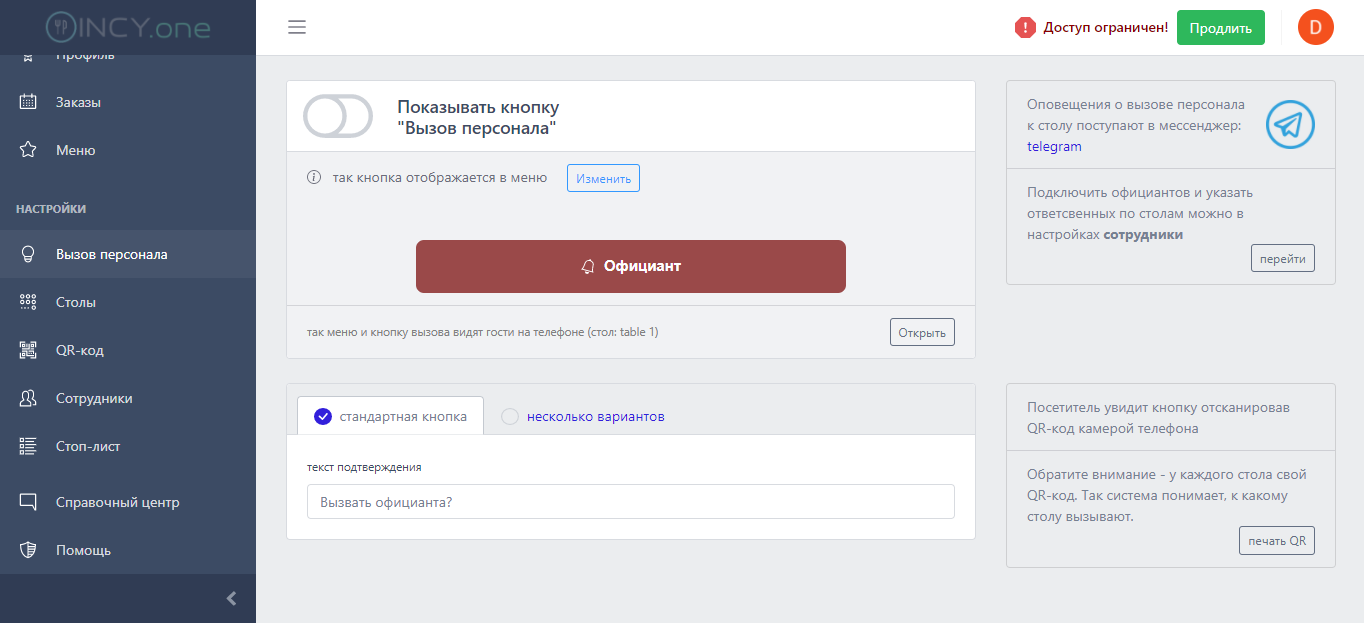 INCY.one
Профиль
Заказы
Меню
НАСТРОЙКИ
Вызов персонала
Столы
QR-код
Сотрудники
Стоп-лист
Справочный центр
Помощь
Доступ ограничен!
Продлить
D
Показывать кнопку
"Вызов персонала"
так кнопка отображается в меню
Изменить
Официант
так меню и кнопку вызова видят гости на телефоне (стол: table 1)
Открыть
стандартная кнопка
несколько вариантов
текст подтверждения
Вызвать официанта?
Оповещения о вызове персонала
к столу поступают в мессенджер:
telegram
Подключить официантов и указать
ответсвенных по столам можно в
настройках сотрудники
перейти
Посетитель увидит кнопку отсканировав
QR-код камерой телефона
Обратите внимание - у каждого стола свой
QR-код. Так система понимает, к какому
столу вызывают.
печать QR